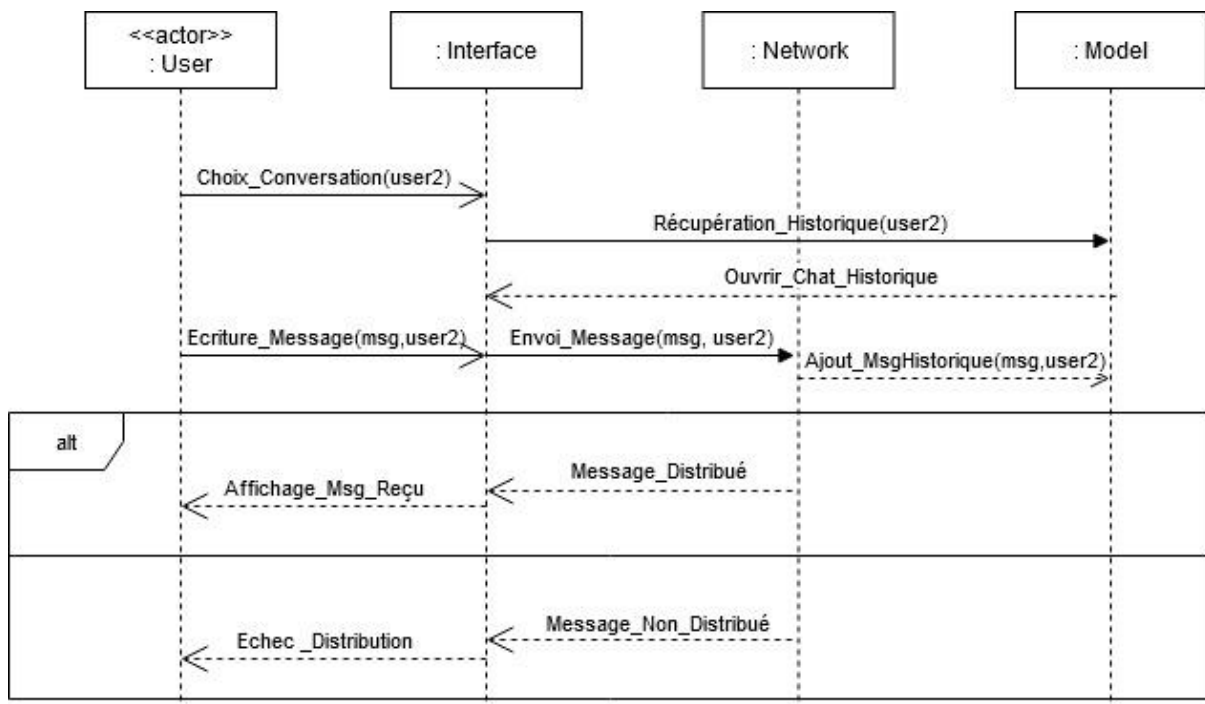 <<actor>>
: User
: Interface
: Network
: Model
Choix_Conversation(user2)
Récupération_Historique(user2)
Ouvrir_Chat_Historique
Ecriture_Message(msg,user2)
Envoi_Message(msg, user2)
Ajout_MsgHistorique(msg,user2)
alt
Message_Distribué
Affichage_Msg_Reçu
Message_Non_Distribué
Echec _Distribution